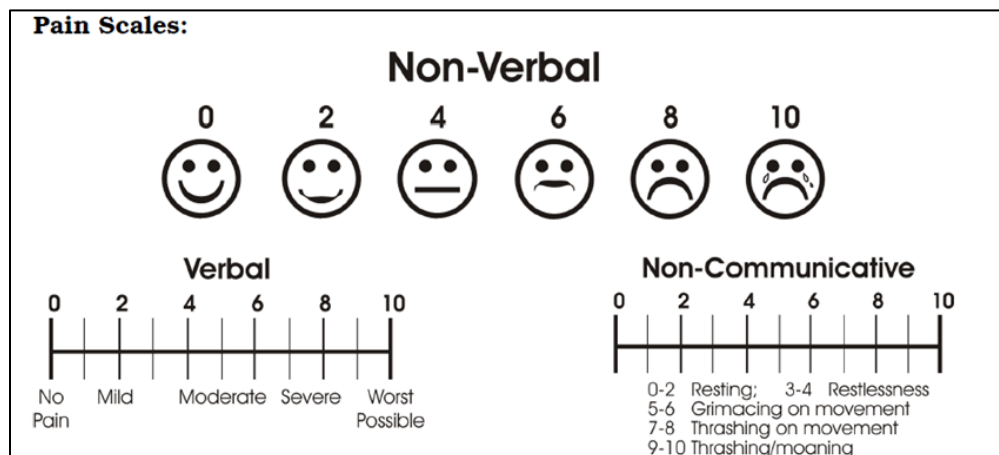 Pain Scales:
Non-Verbal
0 2 4 6 8 10
Verbal
0 2 4 6 8 10
No Pain Mild Moderate Severe Worst Possible
Non-Communicative
0 2 4 6 8 10
0-2 Resting; 3-4 Restlessness
5-6 Grimacing on movement
7-8 Thrashing on movement
9-10 Thrashing/moaning